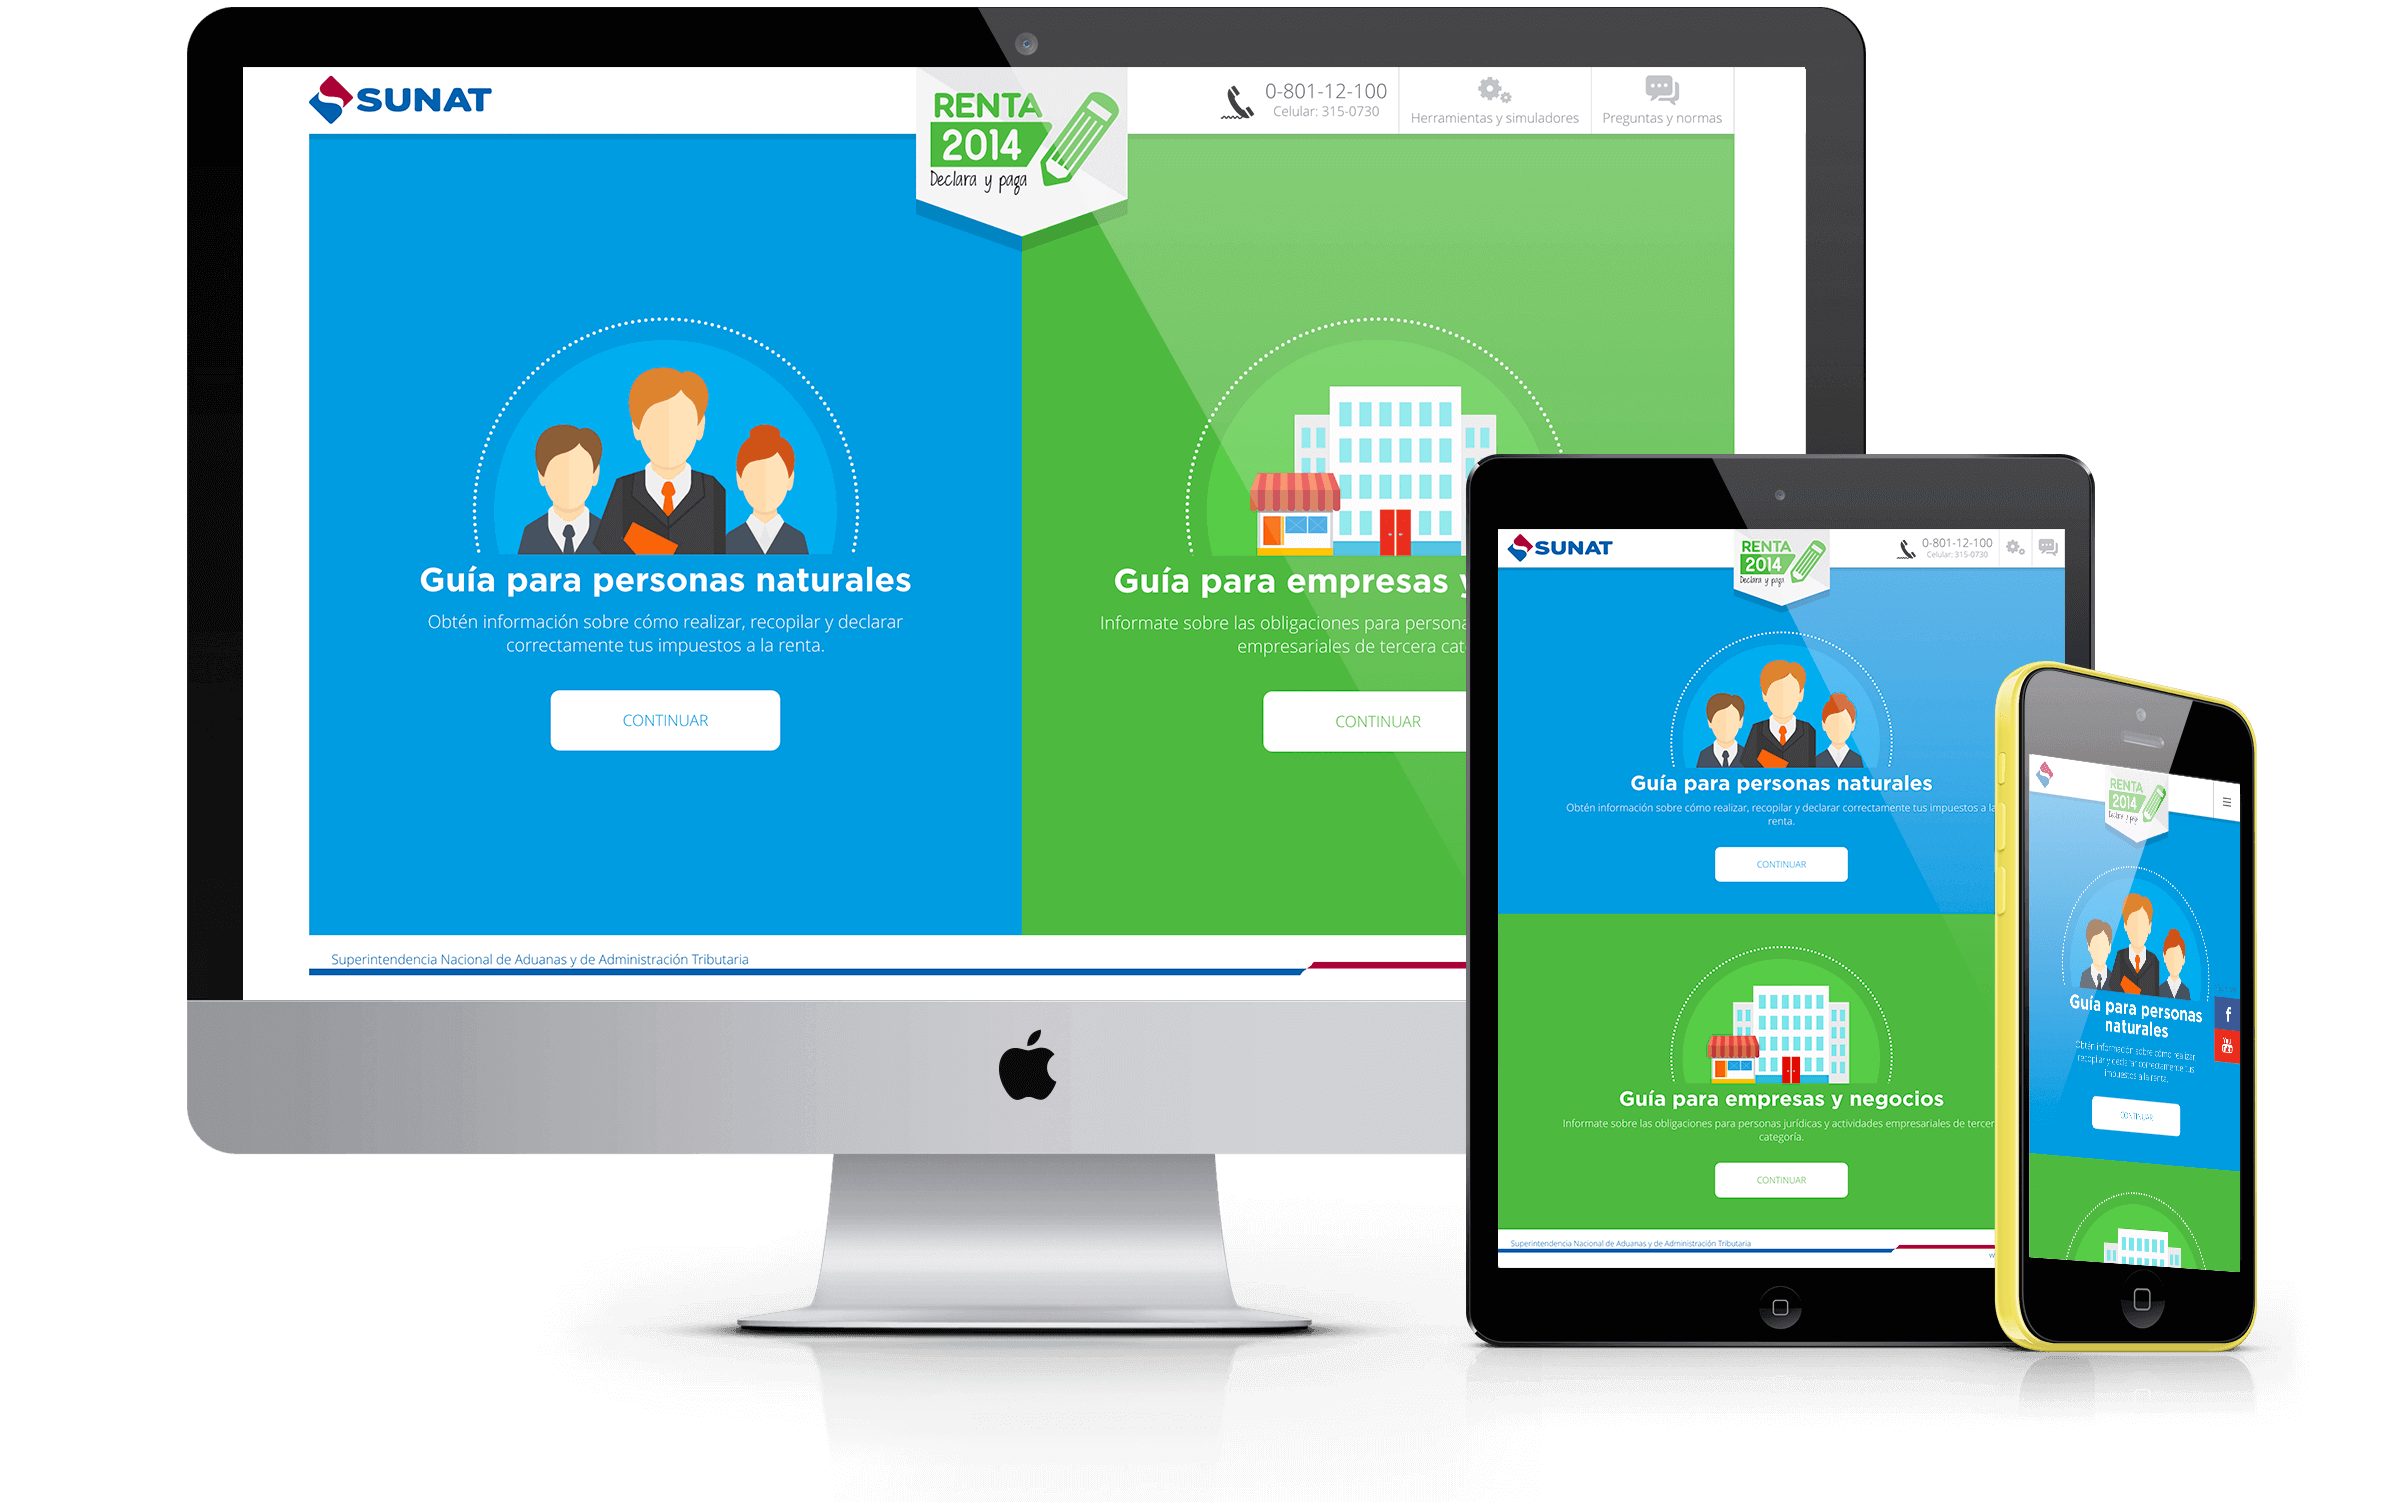 SUNAT
RENTA
2014
Declara y paga
0-801-12-100
Celular: 315-0730
Herramientas y simuladores
Preguntas y normas
Guía para personas naturales
Obtén información sobre cómo realizar, recopilar y declarar
correctamente tus impuestos a la renta.
CONTINUAR
Guía para empresas y
Informate sobre las obligaciones para persona
empresariales de tercera cat
CONTINUAR
Superintendencia Nacional de Aduanas y de Administración Tributaria
SUNAT
RENTA
2014
Declara y paga
0-801-12-100
Celular: 315-0730
Guía para personas naturales
Obtén información sobre cómo realizar, recopilar y declarar correctamente tus impuestos a la
renta.
CONTINUAR
Guía para empresas y negocios
Informate sobre las obligaciones para personas jurídicas y actividades empresariales de tercer
categoría.
CONTINUAR
Superintendencia Nacional de Aduanas y de Administración Tributaria
RENTA
2014
Declara y paga
Guía para personas
naturales
Obtén información sobre cómo realizar,
recopilar y declarar correctamente tus
impuestos a la renta.
CONTINUAR
f
You
Tube